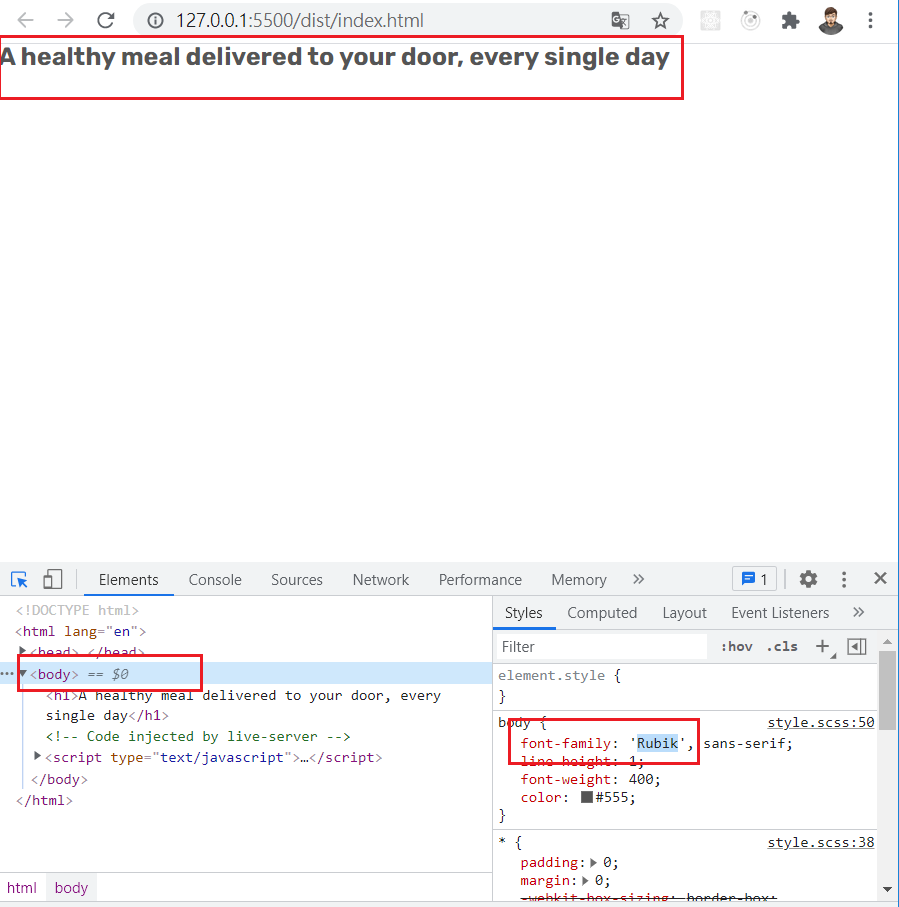 127.0.0.1:5500/dist/index.html
A healthy meal delivered to your door, every single day
Elements Console Sources Network Performance Memory » 1
<!DOCTYPE html>
<html lang="en">
<head> </head>
<body> == $0
<h1>A healthy meal delivered to your door, every
single day</h1>
<!-- Code injected by live-server -->
<script type="text/javascript">…</script>
</body>
</html>
html body
Styles Computed Layout Event Listeners »
Filter :hov .cls
element.style {
}
body { style.scss:50
font-family: 'Rubik', sans-serif;
line-height: 1;
font-weight: 400;
color: #555;
}
* { style.scss:38
padding: 0;
margin: 0;
-webkit-box-sizing: border-box;